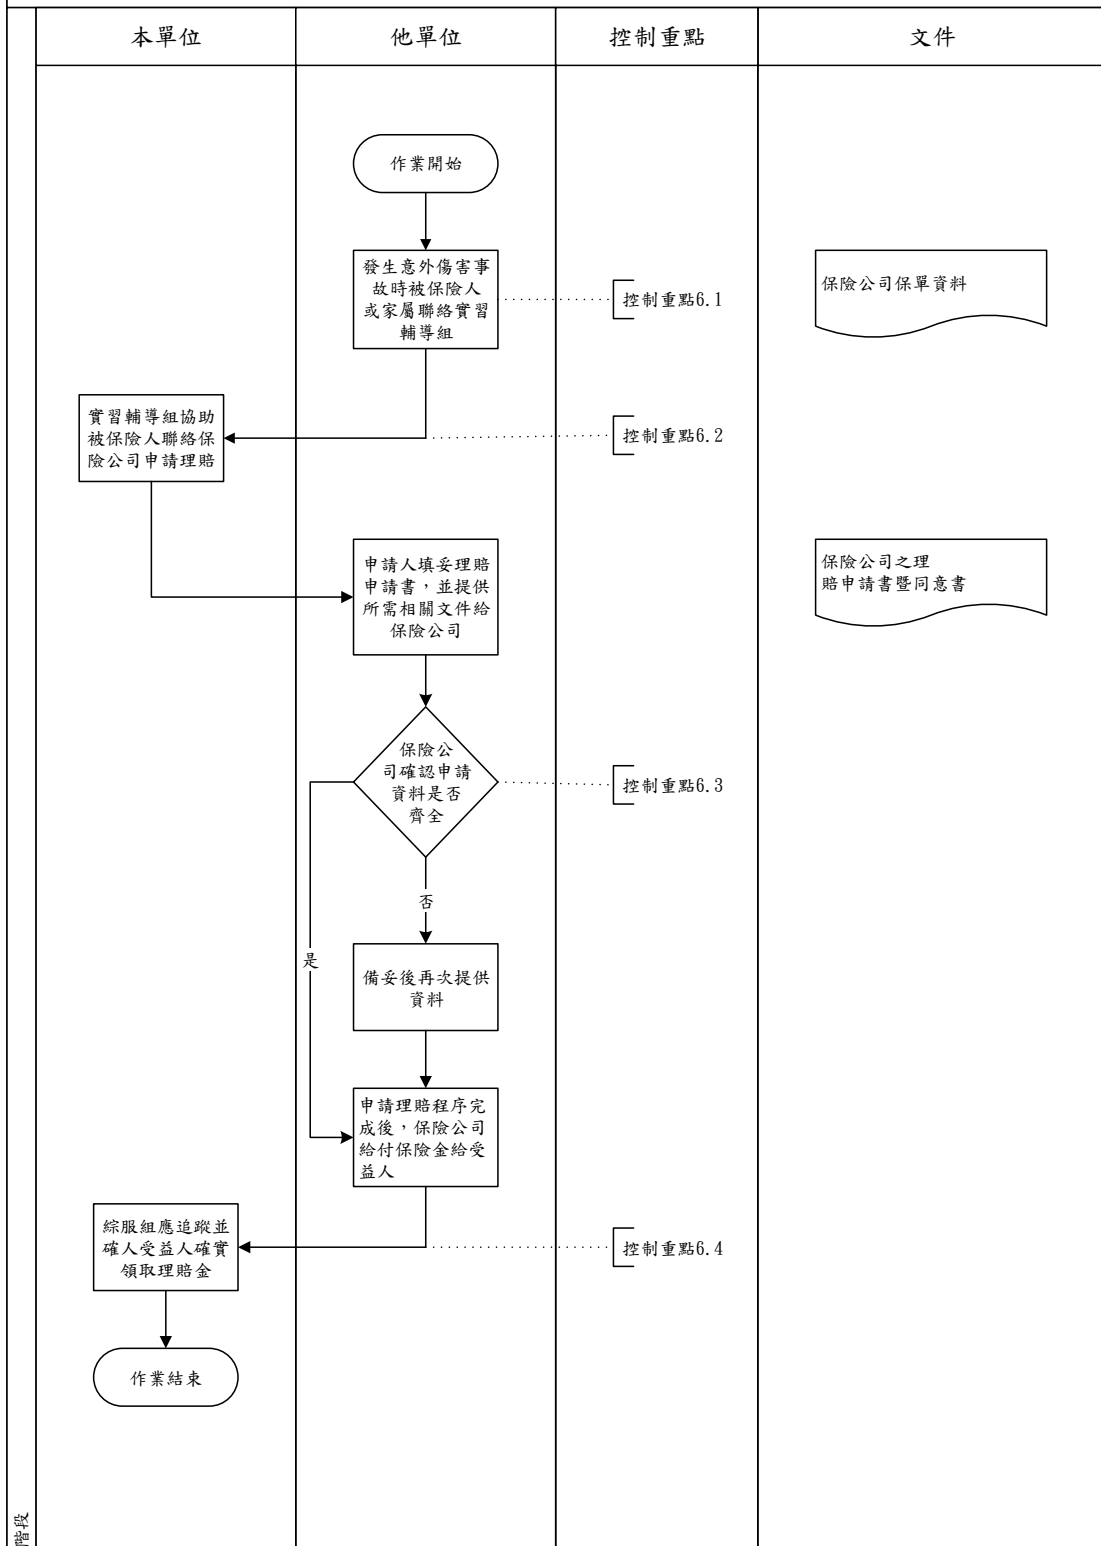 本單位
他單位
控制重點
文件
作業開始
發生意外傷害事
故時被保險人
或家屬聯絡實習
輔導組
控制重點6.1
保險公司保單資料
實習輔導組協助
被保險人聯絡保
險公司申請理賠
控制重點6.2
申請人填妥理賠
申請書，並提供
所需相關文件給
保險公司
保險公司之理
賠申請書暨同意書
保險公
司確認申請
資料是否
齊全
控制重點6.3
否
是
備妥後再次提供
資料
申請理賠程序完
成後，保險公司
給付保險金給受
益人
綜服組應追蹤並
確人受益人確實
領取理賠金
控制重點6.4
作業結束
階段